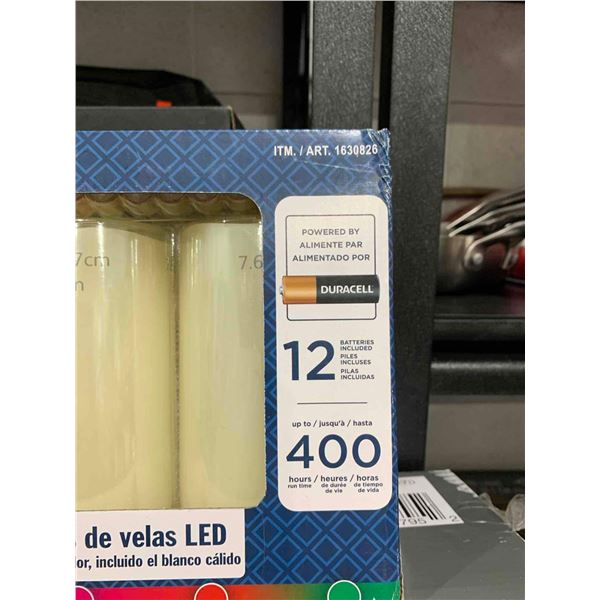 ITM. / ART. 1630826
POWERED BY
ALIMENTE PAR
ALIMENTADO POR
DURACELL
7cm
7.6
12
BATTERIES
INCLUDED
PILES
INCLUSES
PILAS
INCLUIDAS
up to / jusqu'à / hasta
400
hours / heures / horas
run time de durée de tiempo
de vie de vida
de velas LED
or, incluido el blanco cálido
795 2